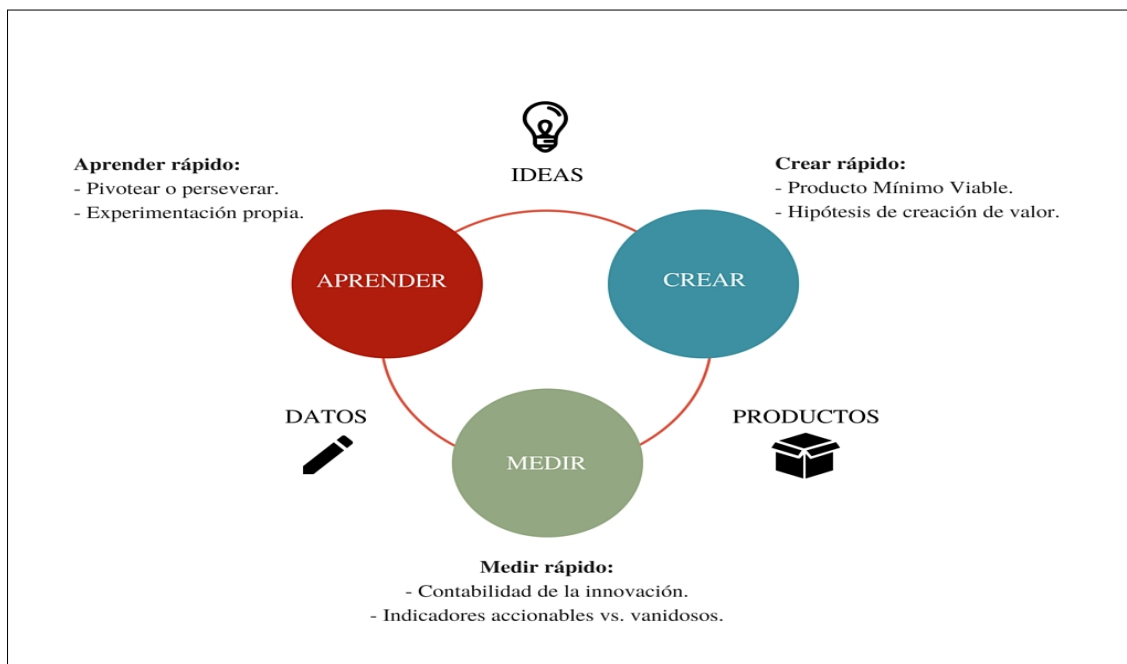 IDEAS
Aprender rápido:
- Pivotear o perseverar.
- Experimentación propia.
Crear rápido:
- Producto Mínimo Viable.
- Hipótesis de creación de valor.
APRENDER
CREAR
DATOS
PRODUCTOS
MEDIR
Medir rápido:
- Contabilidad de la innovación.
- Indicadores accionables vs. vanidosos.